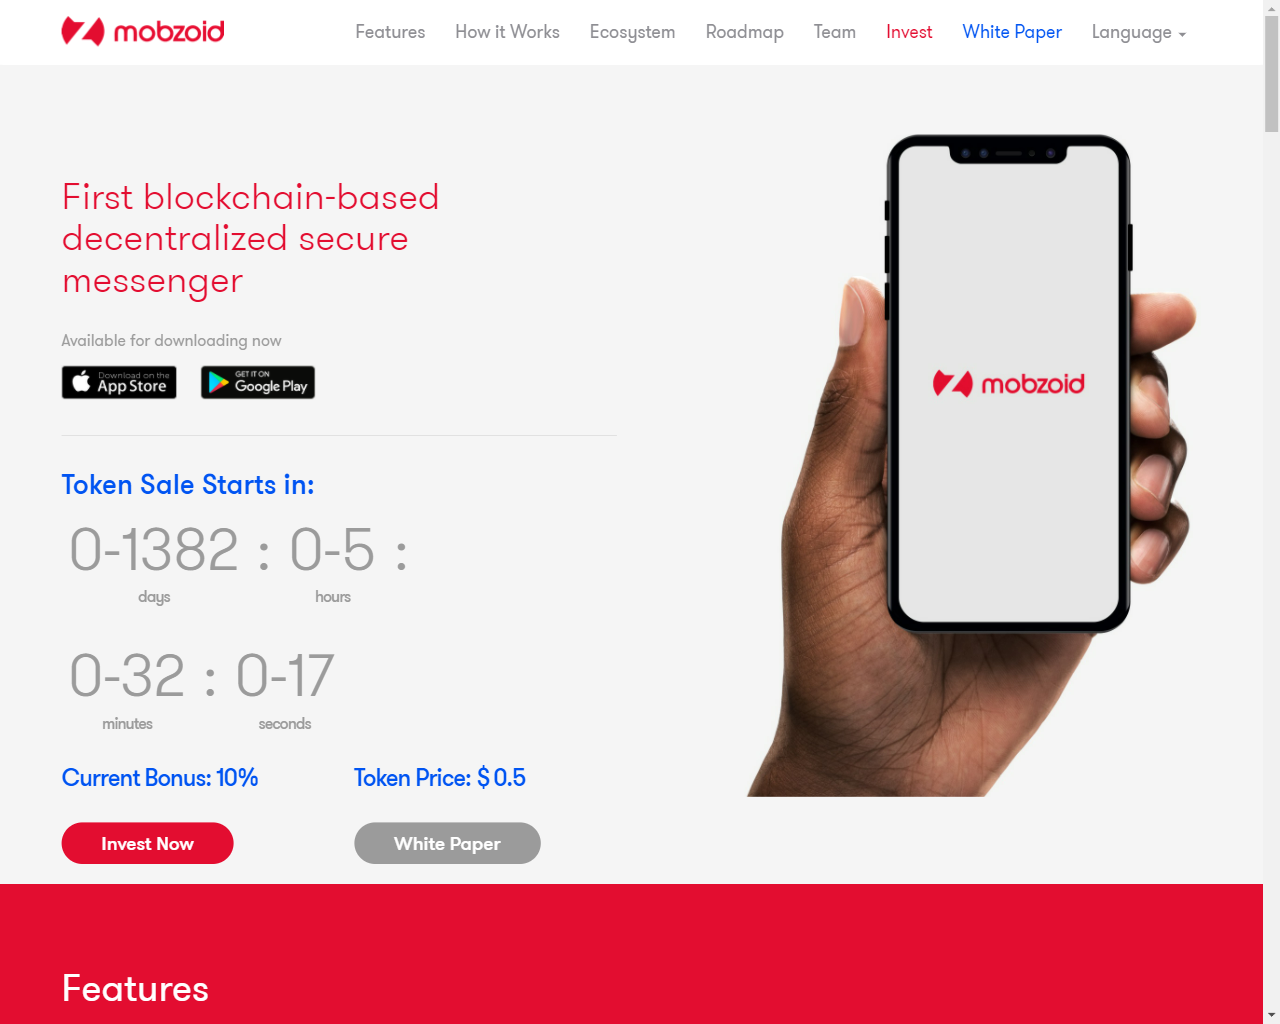 mobzoid
Features How it Works Ecosystem Roadmap Team Invest White Paper Language
First blockchain-based
decentralized secure
messenger
Available for downloading now
Download on the
App Store
GET IT ON
Google Play
mobzoid
Token Sale Starts in:
0-1382 : 0-5 :
days hours
0-32 : 0-17
minutes seconds
Current Bonus: 10% Token Price: $ 0.5
Invest Now White Paper
Features